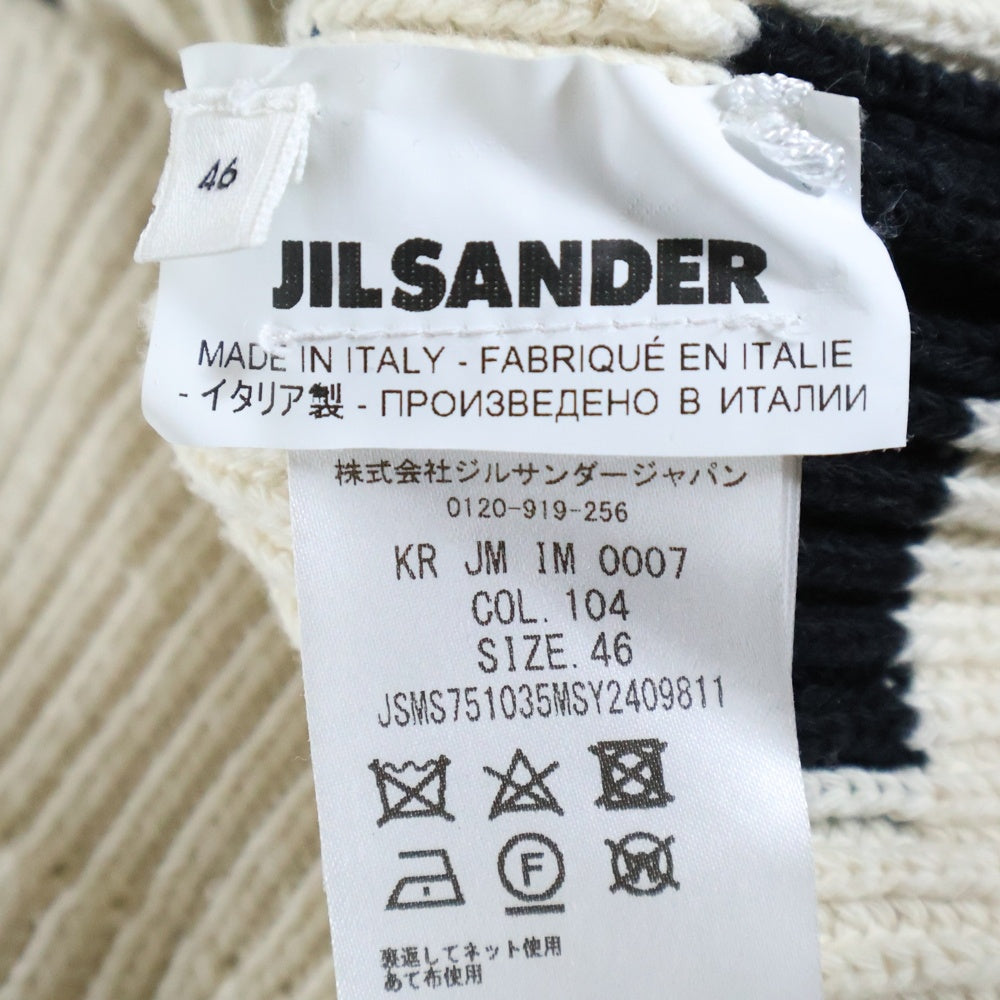 46
JIL SANDER
MADE IN ITALY - FABRIQUÉ EN ITALIE
- イタリア製 - ПРОИЗВЕДЕНО В ИТАЛИИ
株式会社ジルサンダージャパン
0120-919-256
KR JM IM 0007
COL. 104
SIZE. 46
JSMS751035MSY2409811
F
W
裏返してネット使用
あて布使用